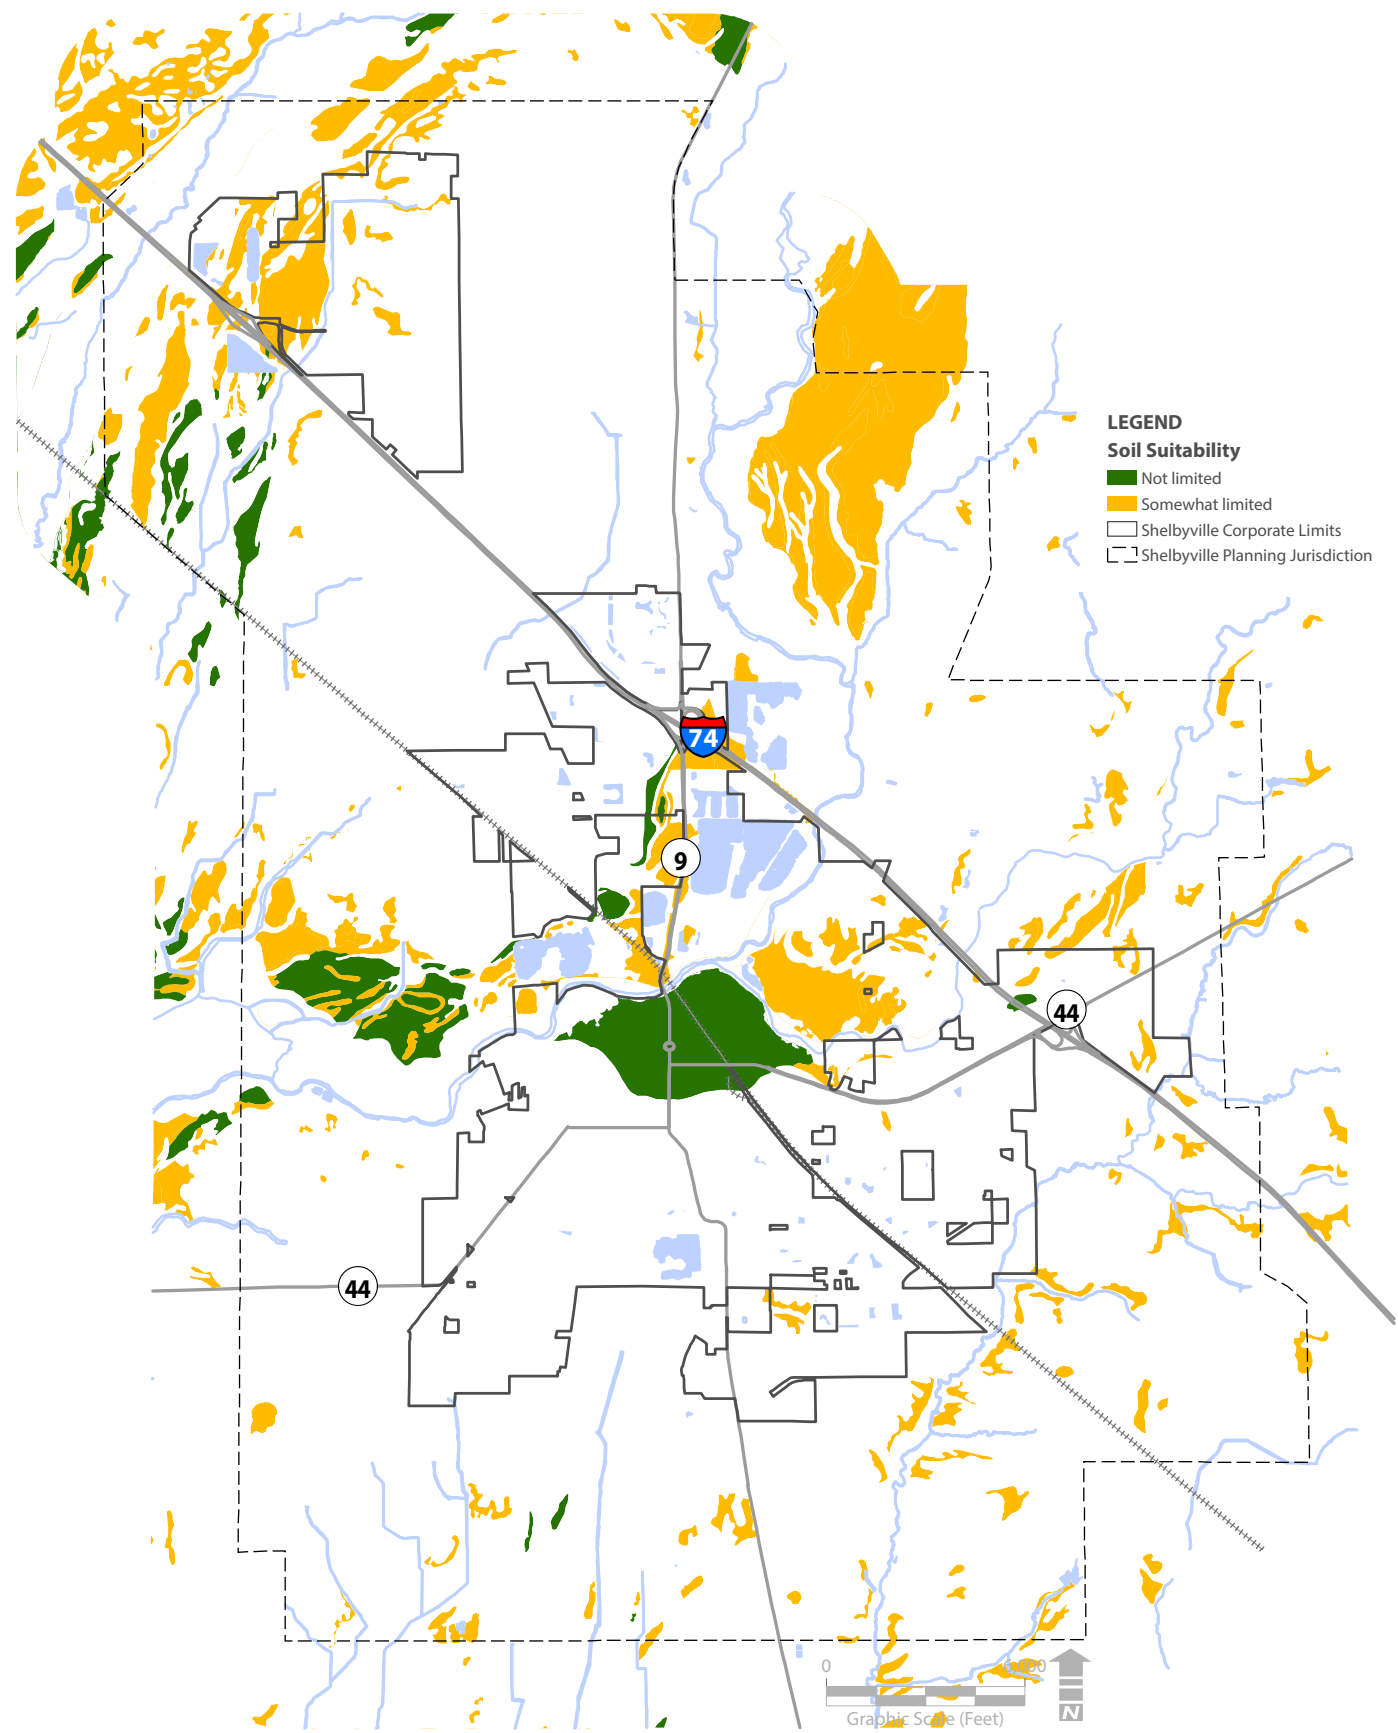 LEGEND
Soil Suitability
Not limited
Somewhat limited
Shelbyville Corporate Limits
Shelbyville Planning Jurisdiction
74
9
44
44
0
Graphic Scale (Feet)
N